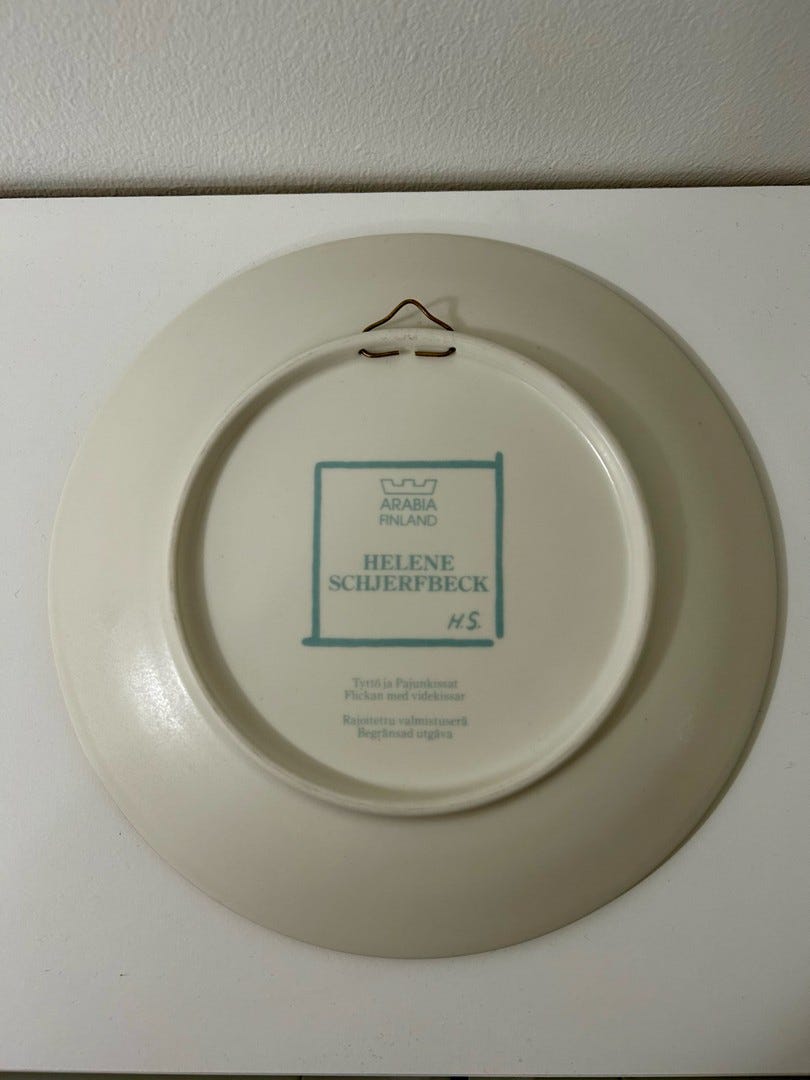 ARABIA
FINLAND
HELENE
SCHJERFBECK
H.S.
Tyttö ja Pajunkissat
Flickan med videkissar
Rajoitettu valmistuserä
Begränsad utgåva